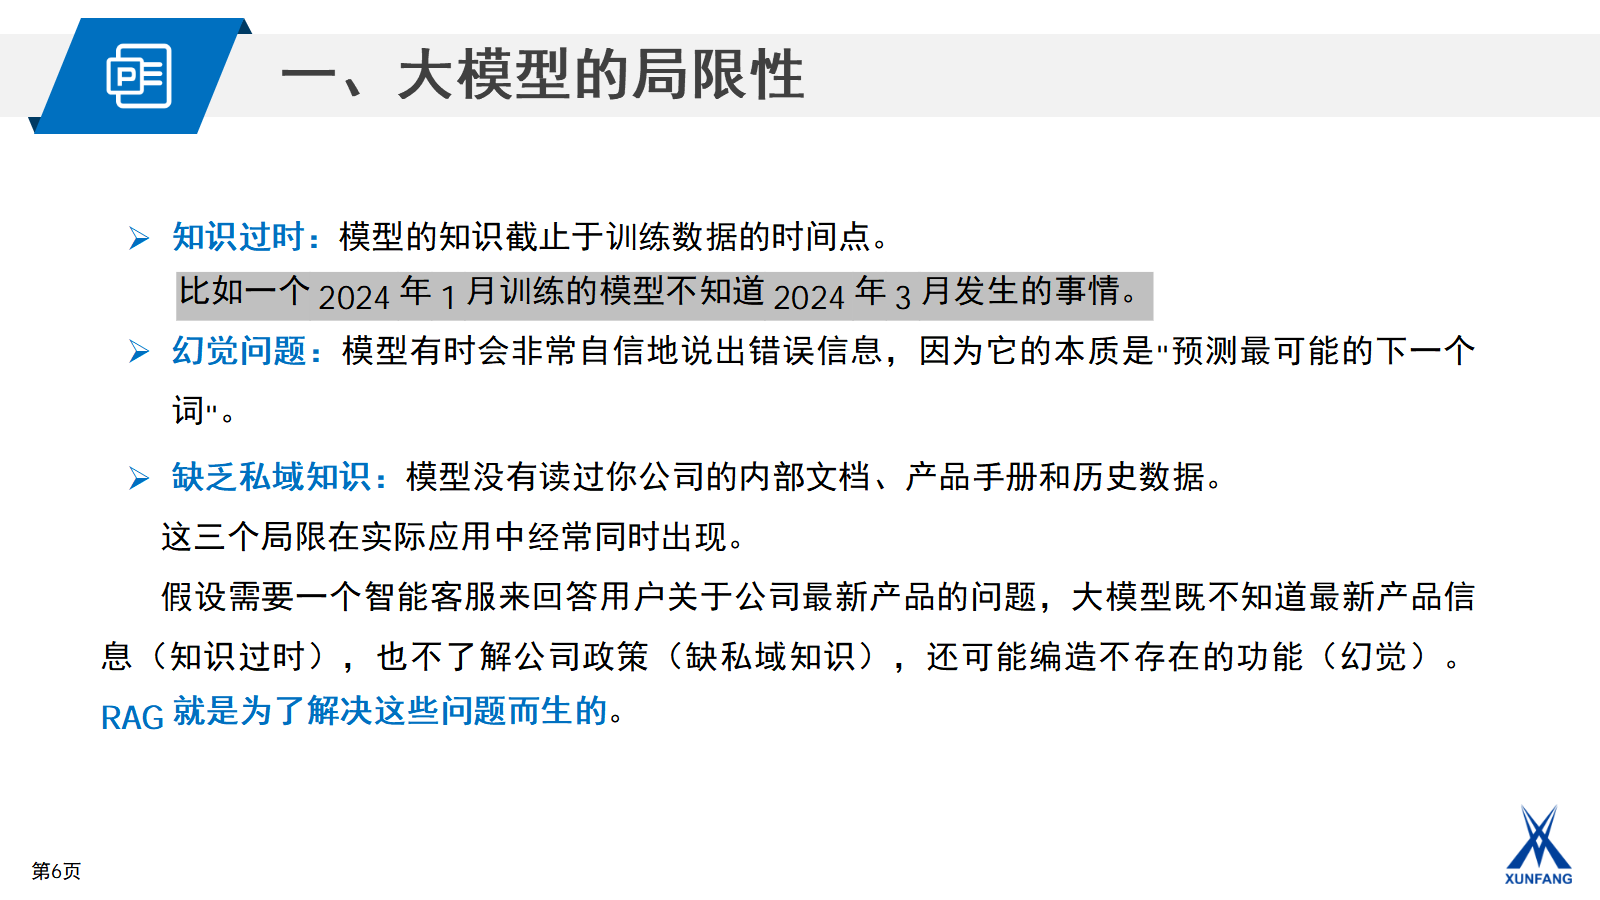 一、大模型的局限性
知识过时：模型的知识截止于训练数据的时间点。
比如一个 2024 年 1 月训练的模型不知道 2024 年 3 月发生的事情。
幻觉问题：模型有时会非常自信地说出错误信息，因为它的本质是"预测最可能的下一个
词"。
缺乏私域知识：模型没有读过你公司的内部文档、产品手册和历史数据。
这三个局限在实际应用中经常同时出现。
假设需要一个智能客服来回答用户关于公司最新产品的问题，大模型既不知道最新产品信
息（知识过时），也不了解公司政策（缺私域知识），还可能编造不存在的功能（幻觉）。
RAG 就是为了解决这些问题而生的。
XUNFANG
第6页